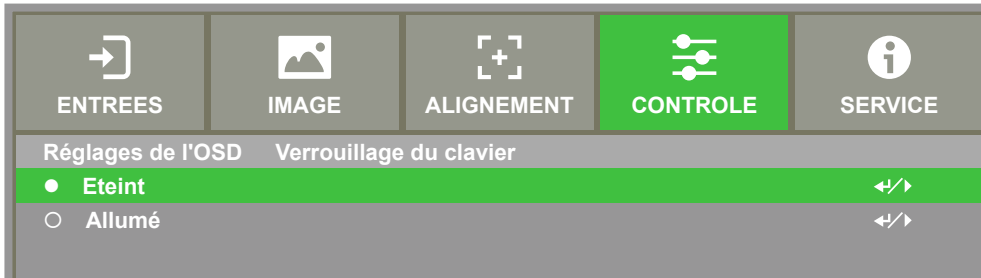 ENTREES IMAGE ALIGNEMENT CONTROLE SERVICE
Réglages de l'OSD Verrouillage du clavier
Eteint
Allumé